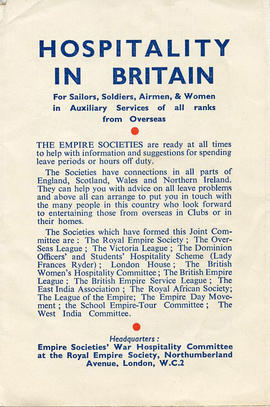 HOSPITALITY
IN BRITAIN
For Sailors, Soldiers, Airmen, & Women
in Auxiliary Services of all ranks
from Overseas
THE EMPIRE SOCIETIES are ready at all times
to help with information and suggestions for spending
leave periods or hours off duty.
The Societies have connections in all parts of
England, Scotland, Wales and Northern Ireland.
They can help you with advice on all leave problems
and above all can arrange to put you in touch with
the many people in this country who look forward
to entertaining those from overseas in Clubs or in
their homes.
The Societies which have formed this Joint Com-
mittee are : The Royal Empire Society ; The Over-
Seas League ; The Victoria League ; The Dominion
Officers' and Students' Hospitality Scheme (Lady
Frances Ryder) ; London House ; The British
Women's Hospitality Committee ; The British Empire
League ; The British Empire Service League ; The
East India Association ; The Royal African Society;
The League of the Empire ; The Empire Day Move-
ment ; the School Empire-Tour Committee ; The
West India Committee.
Headquarters :
Empire Societies' War Hospitality Committee
at the Royal Empire Society, Northumberland
Avenue, London, W.C.2